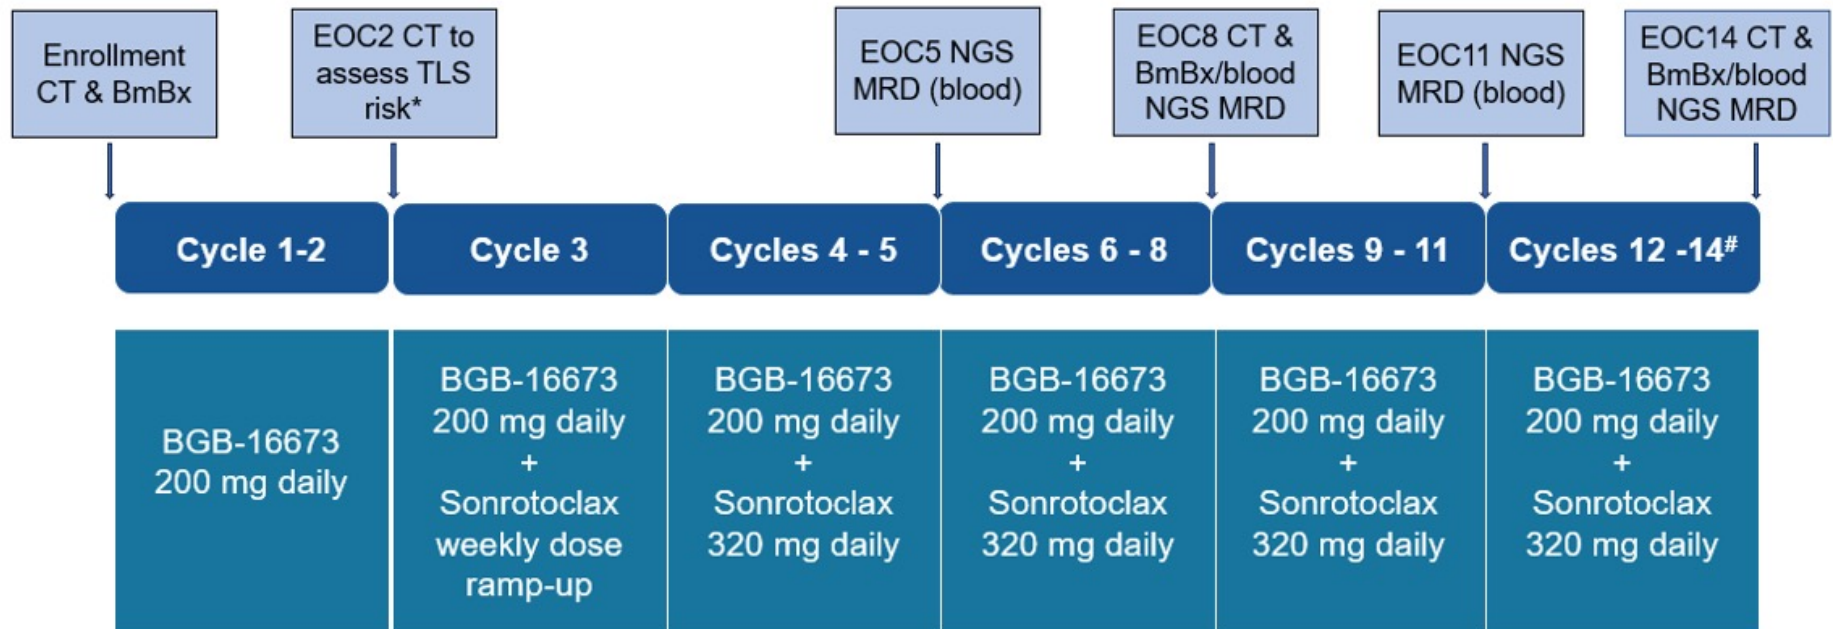 Enrollment
CT & BmBx
EOC2 CT to
assess TLS
risk*
EOC5 NGS
MRD (blood)
EOC8 CT &
BmBx/blood
NGS MRD
EOC11 NGS
MRD (blood)
EOC14 CT &
BmBx/blood
NGS MRD
Cycle 1-2
Cycle 3
Cycles 4 - 5
Cycles 6 - 8
Cycles 9 - 11
Cycles 12 -14#
BGB-16673
200 mg daily
BGB-16673
200 mg daily
+
Sonrotoclax
weekly dose
ramp-up
BGB-16673
200 mg daily
+
Sonrotoclax
320 mg daily
BGB-16673
200 mg daily
+
Sonrotoclax
320 mg daily
BGB-16673
200 mg daily
+
Sonrotoclax
320 mg daily
BGB-16673
200 mg daily
+
Sonrotoclax
320 mg daily